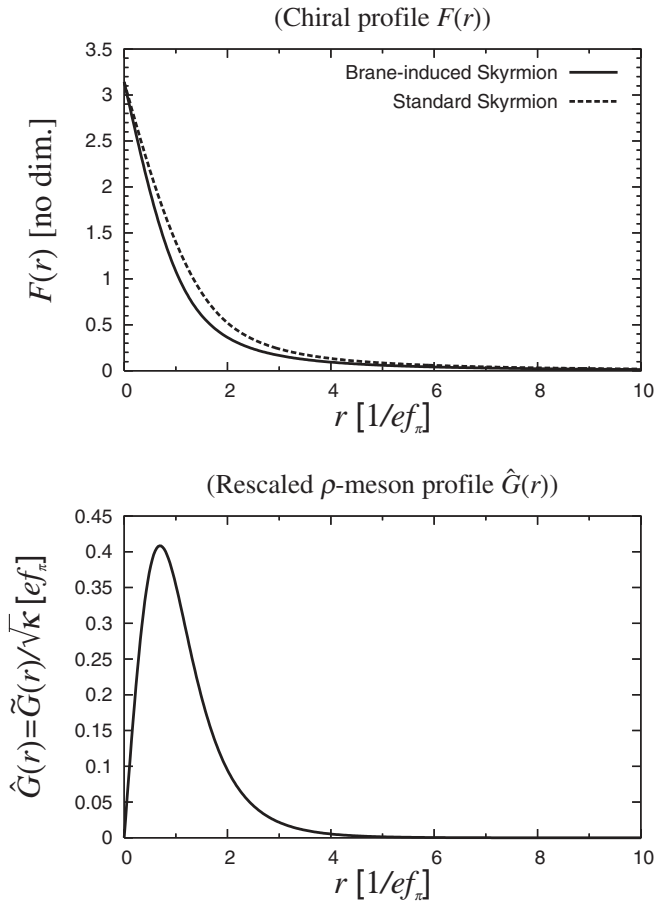 (Chiral profile F(r))
3.5
3
2.5
2
1.5
1
0.5
0
F(r) [no dim.]
Brane-induced Skyrmion
Standard Skyrmion
0 2 4 6 8 10
r [1/ef_π]
(Rescaled ρ-meson profile Ĝ(r))
0.45
0.4
0.35
0.3
0.25
0.2
0.15
0.1
0.05
0
Ĝ(r)=G̃(r)/√κ [ef_π]
0 2 4 6 8 10
r [1/ef_π]